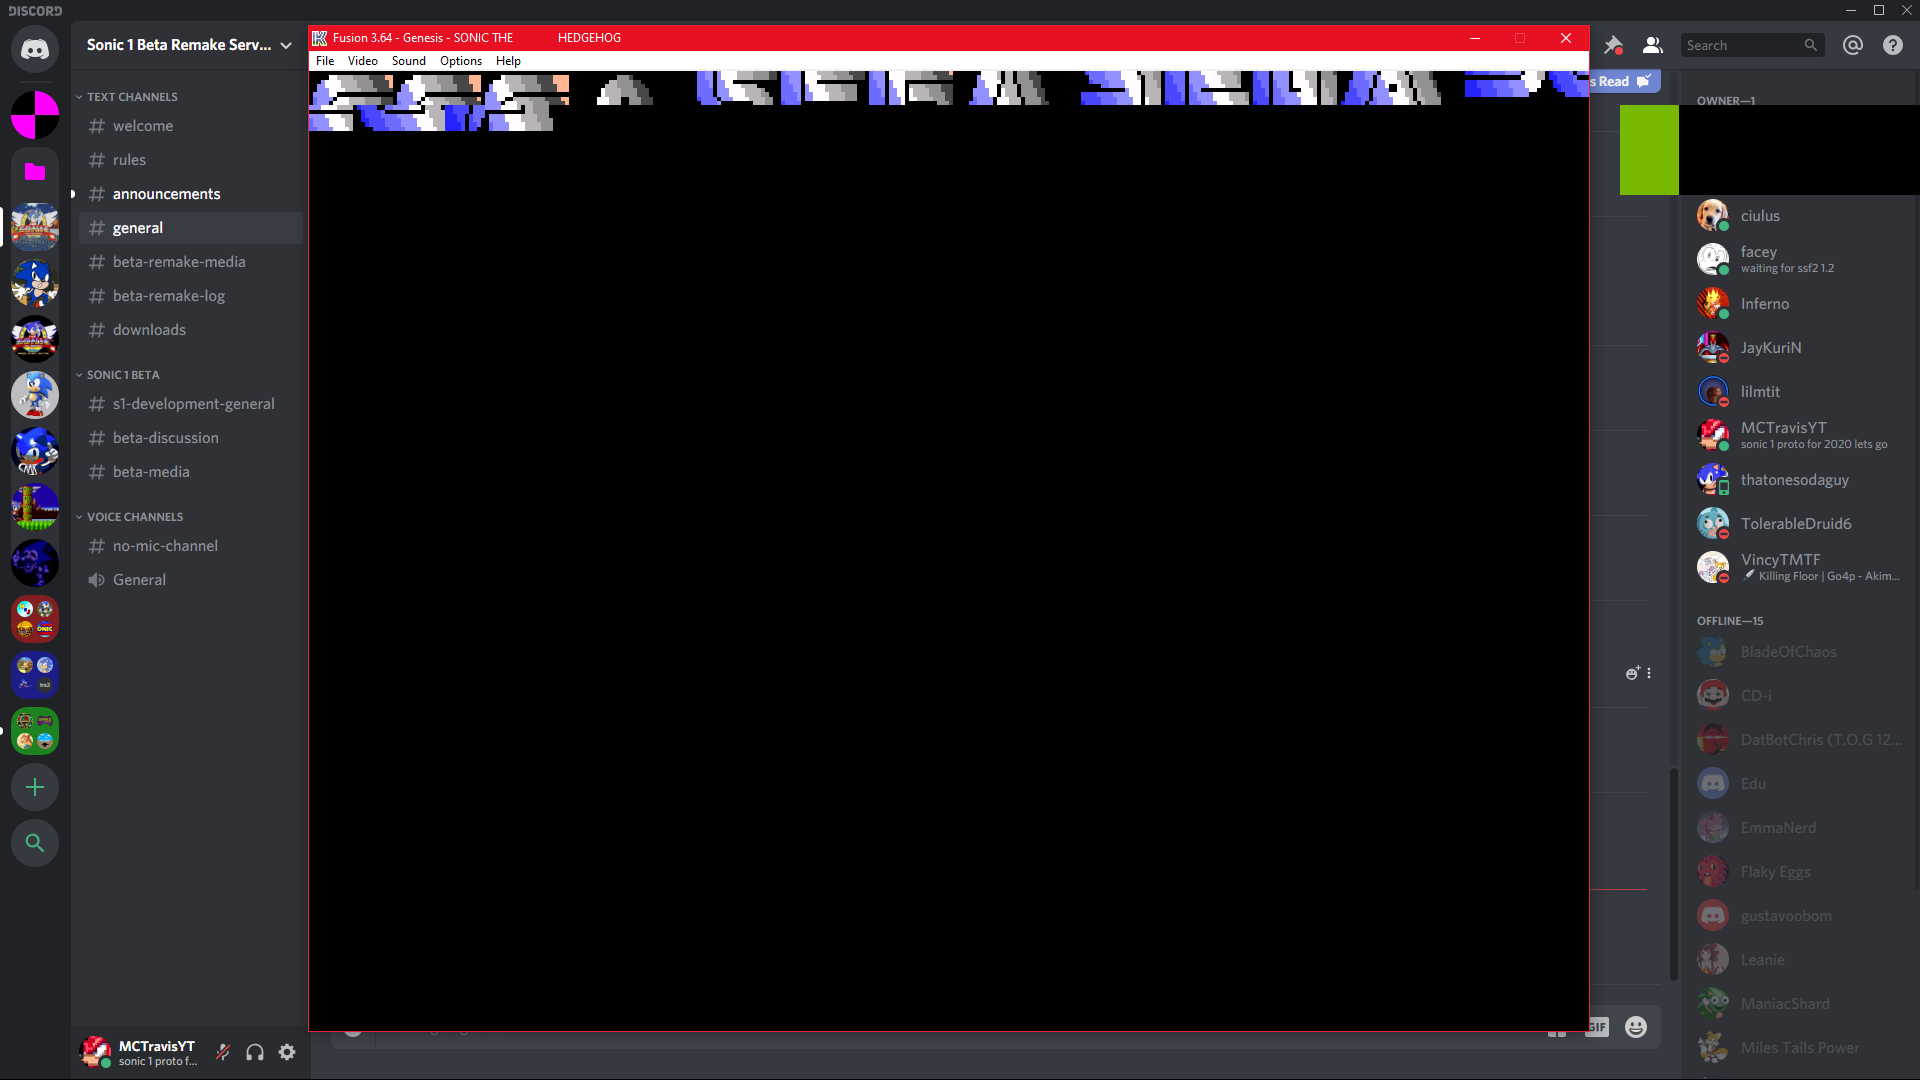 DISCORD
Sonic 1 Beta Remake Serv...
TEXT CHANNELS
welcome
rules
announcements
general
beta-remake-media
beta-remake-log
downloads
SONIC 1 BETA
s1-development-general
beta-discussion
beta-media
VOICE CHANNELS
no-mic-channel
General
MCTravisYT
sonic 1 proto f...
Fusion 3.64 - Genesis - SONIC THE HEDGEHOG
File Video Sound Options Help
s Read
GIF
Search
OWNER—1
ciulus
facey
waiting for ssf2 1.2
Inferno
JayKuriN
lilmtit
MCTravisYT
sonic 1 proto for 2020 lets go
thatonesodaguy
TolerableDruid6
VincyTMTF
Killing Floor | Go4p - Akim...
OFFLINE—15
BladeOfChaos
CD-i
DatBotChris (T.O.G 12...
Edu
EmmaNerd
Flaky Eggs
gustavoobom
Leanie
ManiacShard
Miles Tails Power